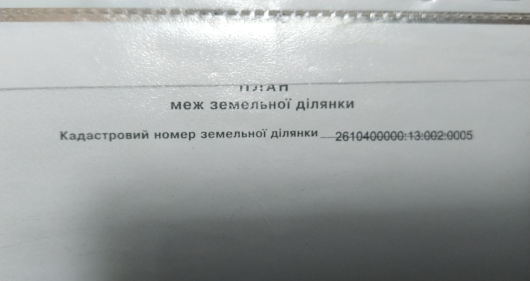 ПЛАН
меж земельної ділянки
Кадастровий номер земельної ділянки 2610400000:13:002:0005